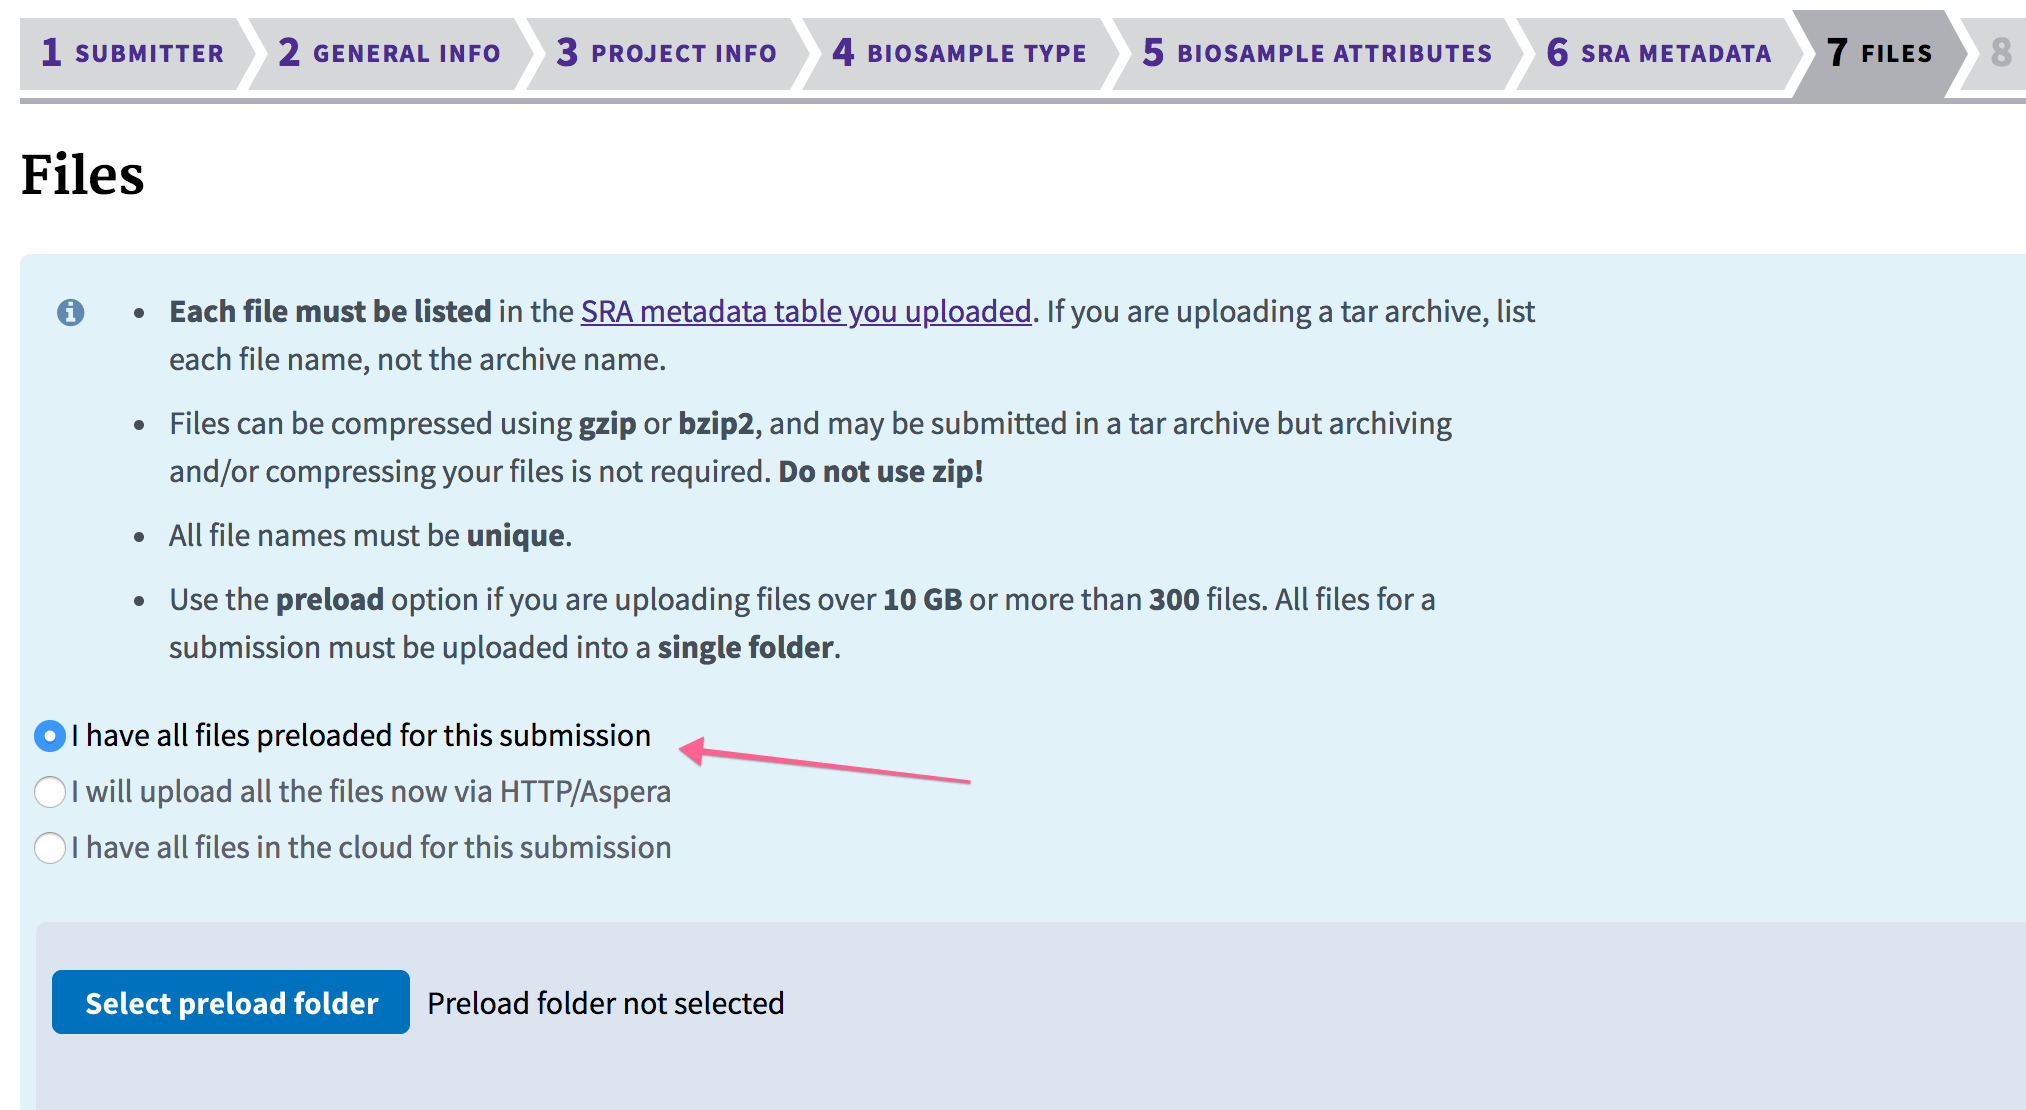 1 SUBMITTER 2 GENERAL INFO 3 PROJECT INFO 4 BIOSAMPLE TYPE 5 BIOSAMPLE ATTRIBUTES 6 SRA METADATA 7 FILES 8
Files
• Each file must be listed in the SRA metadata table you uploaded. If you are uploading a tar archive, list
each file name, not the archive name.
• Files can be compressed using gzip or bzip2, and may be submitted in a tar archive but archiving
and/or compressing your files is not required. Do not use zip!
• All file names must be unique.
• Use the preload option if you are uploading files over 10 GB or more than 300 files. All files for a
submission must be uploaded into a single folder.
I have all files preloaded for this submission
I will upload all the files now via HTTP/Aspera
I have all files in the cloud for this submission
Select preload folder Preload folder not selected